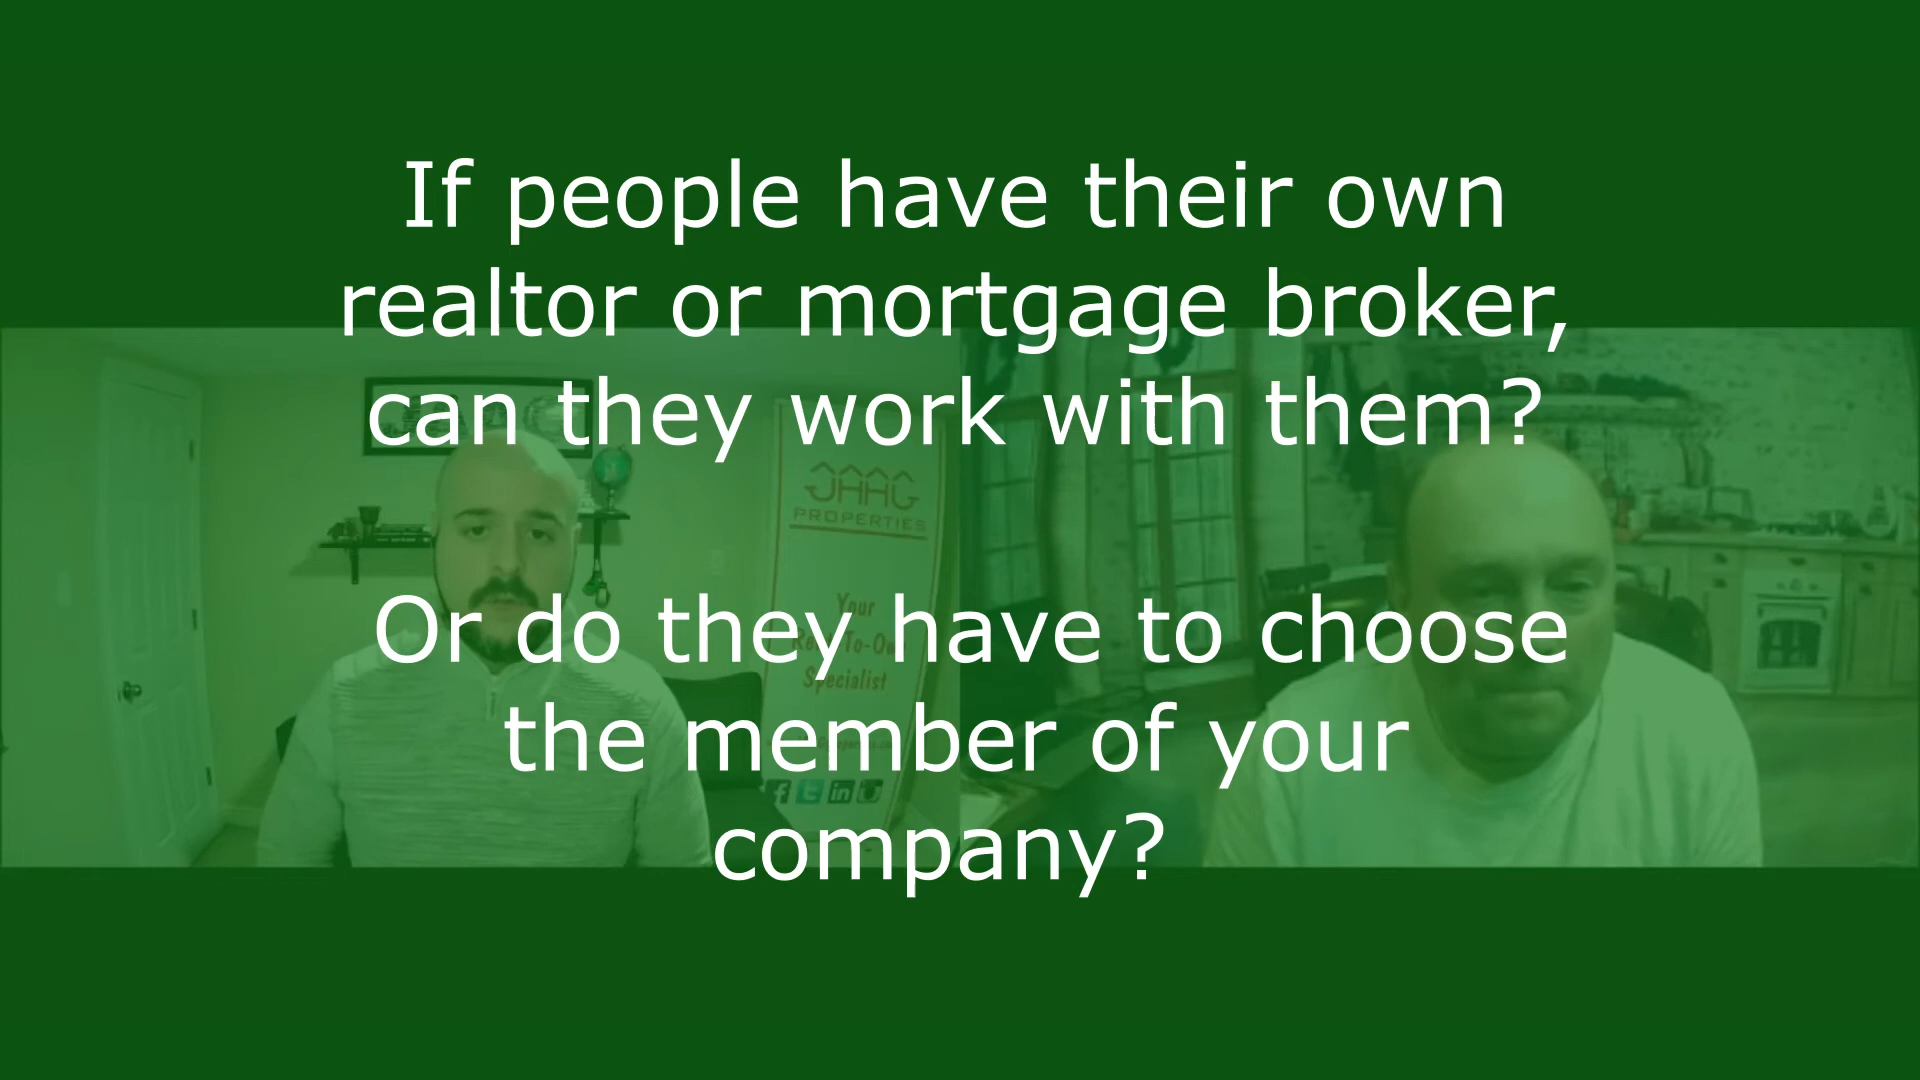 If people have their own
realtor or mortgage broker,
can they work with them?
Or do they have to choose
the member of your
company?
JAAG
PROPERTIES
Your
Specialist